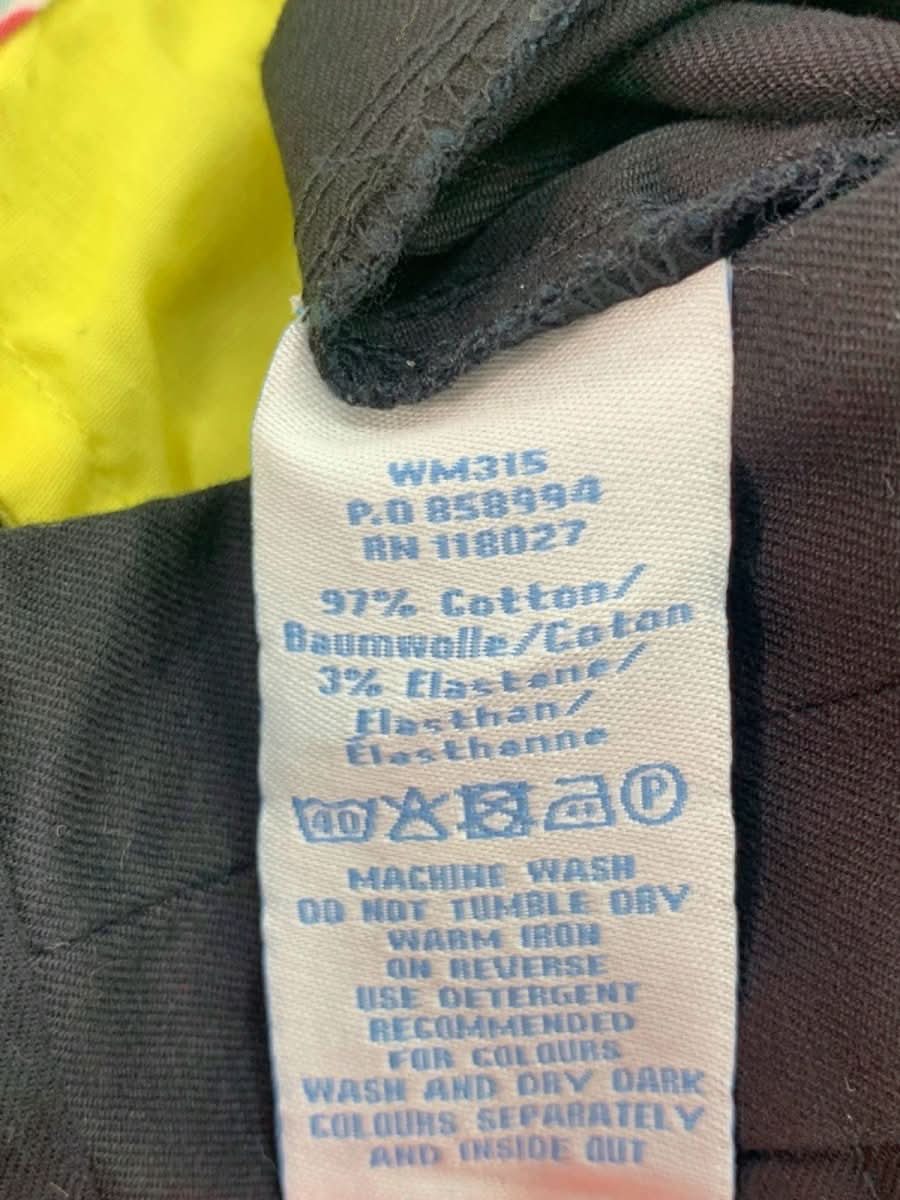 WM315
P.O 858994
RN 118027
97% Cotton/
Baumwolle/Coton
3% Elastane/
Elasthan/
Élasthanne
40 P
MACHINE WASH
DO NOT TUMBLE DRY
WARM IRON
ON REVERSE
USE DETERGENT
RECOMMENDED
FOR COLOURS
WASH AND DRY DARK
COLOURS SEPARATELY
AND INSIDE OUT